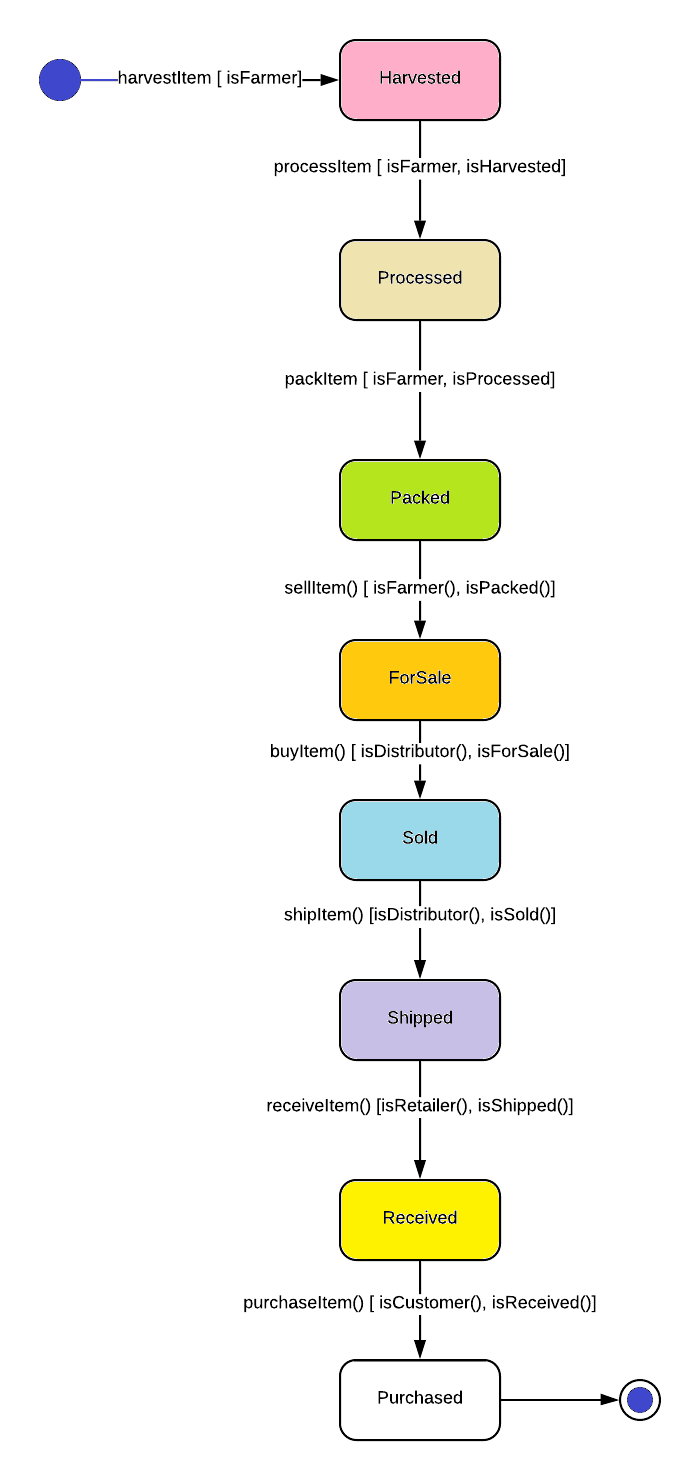 harvestItem [ isFarmer]
Harvested
processItem [ isFarmer, isHarvested]
Processed
packItem [ isFarmer, isProcessed]
Packed
sellItem() [ isFarmer(), isPacked()]
ForSale
buyItem() [ isDistributor(), isForSale()]
Sold
shipItem() [isDistributor(), isSold()]
Shipped
receiveItem() [isRetailer(), isShipped()]
Received
purchaseItem() [ isCustomer(), isReceived()]
Purchased